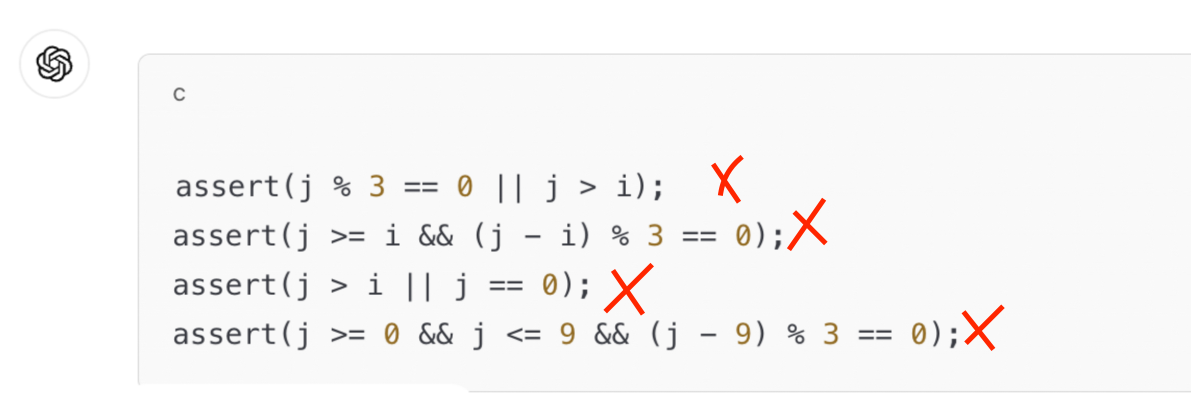 c
assert(j % 3 == 0 || j > i);
assert(j >= i && (j - i) % 3 == 0);
assert(j > i || j == 0);
assert(j >= 0 && j <= 9 && (j - 9) % 3 == 0);